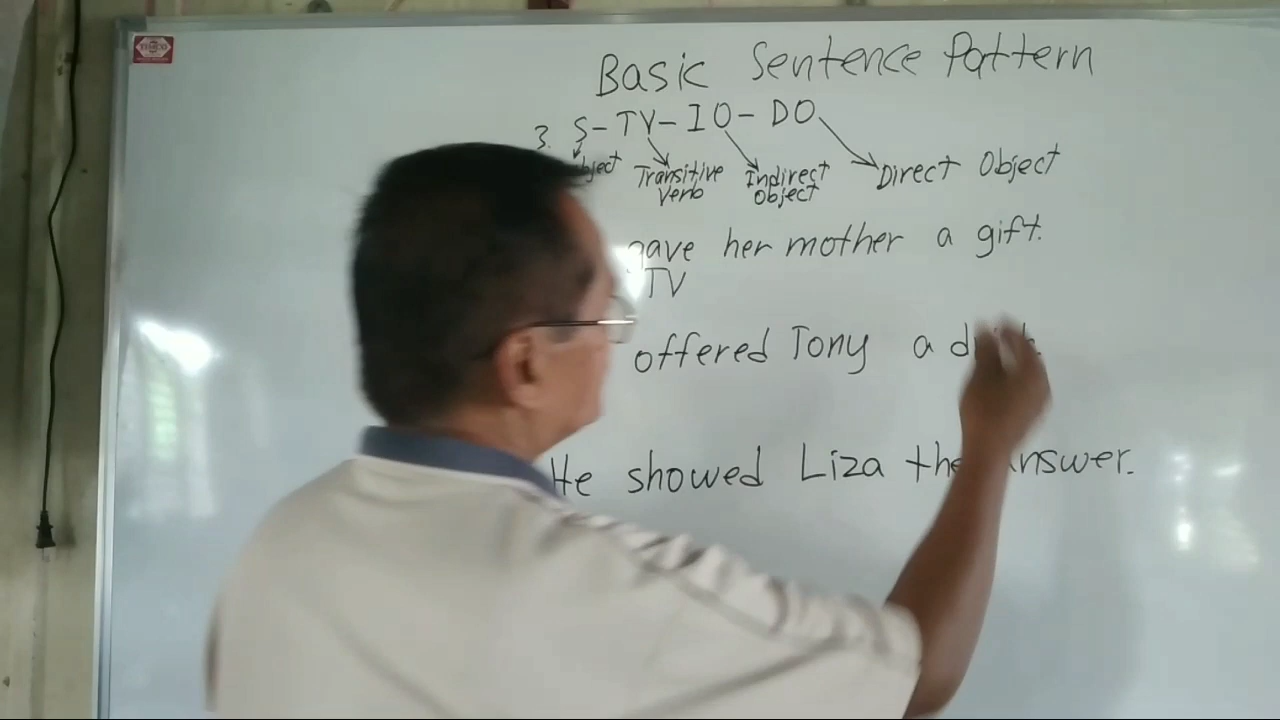 Basic Sentence Pattern
3. S - TV - IO - DO
Transitive Verb Indirect Object Direct Object
gave her mother a gift.
TV
offered Tony a
He showed Liza the answer.